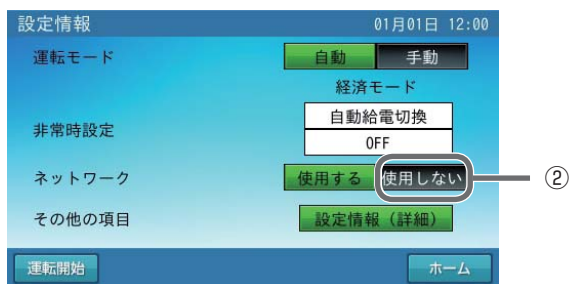 設定情報 01月01日 12:00
運転モード 自動 手動
経済モード
非常時設定 自動給電切換
OFF
ネットワーク 使用する 使用しない ②
その他の項目 設定情報（詳細）
運転開始 ホーム